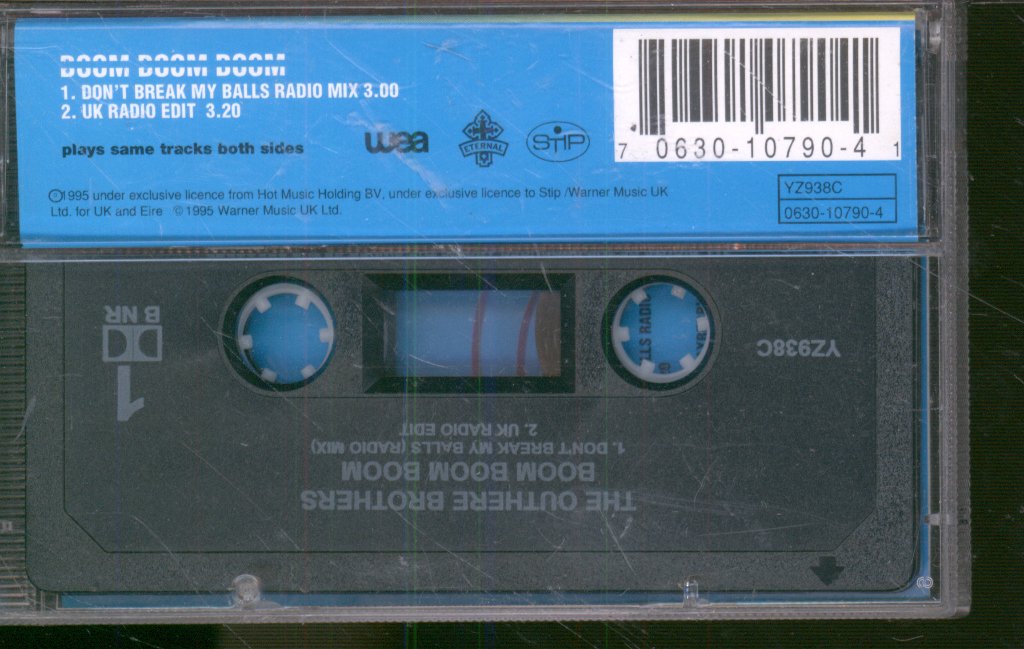 BOOM BOOM BOOM
1. DON'T BREAK MY BALLS RADIO MIX 3.00
2. UK RADIO EDIT 3.20
plays same tracks both sides
wea
ETERNAL
STIP
7 0630-10790-4 1
℗1995 under exclusive licence from Hot Music Holding BV, under exclusive licence to Stip /Warner Music UK
Ltd. for UK and Eire ©1995 Warner Music UK Ltd.
YZ938C
0630-10790-4
THE OUTHERE BROTHERS
BOOM BOOM BOOM
1. DON'T BREAK MY BALLS (RADIO MIX)
2. UK RADIO EDIT
1
B NR
YZ938C
LLS RADIO